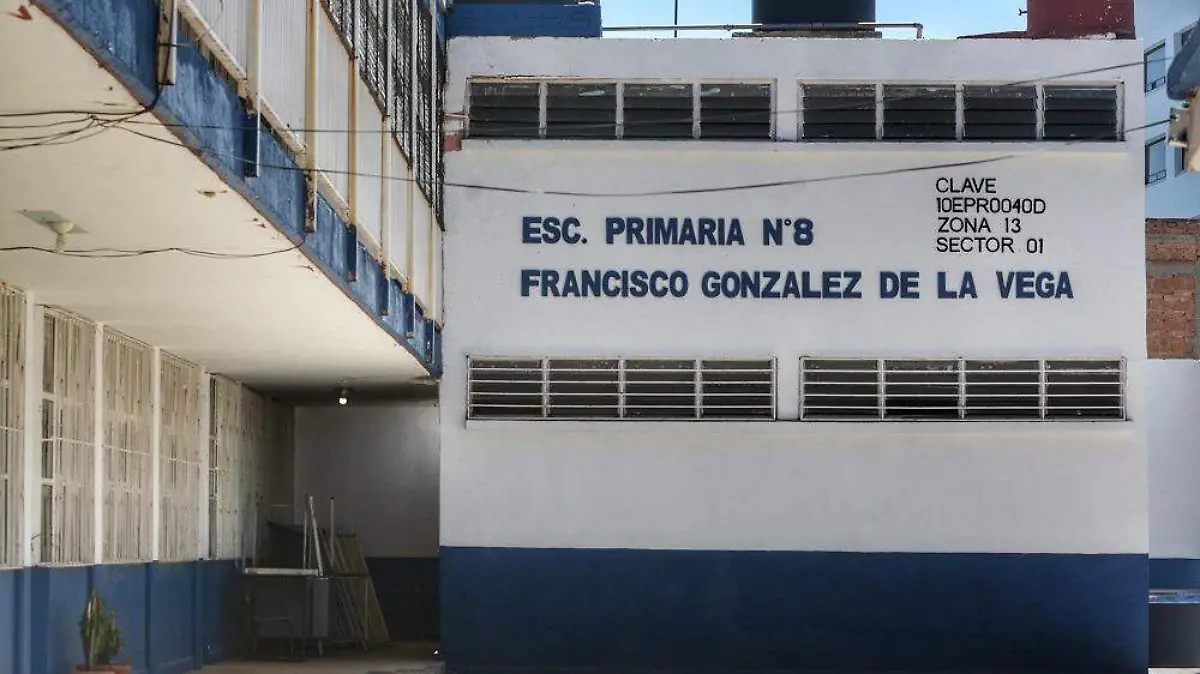 ESC. PRIMARIA N°8
FRANCISCO GONZALEZ DE LA VEGA
CLAVE
10EPR0040D
ZONA 13
SECTOR 01